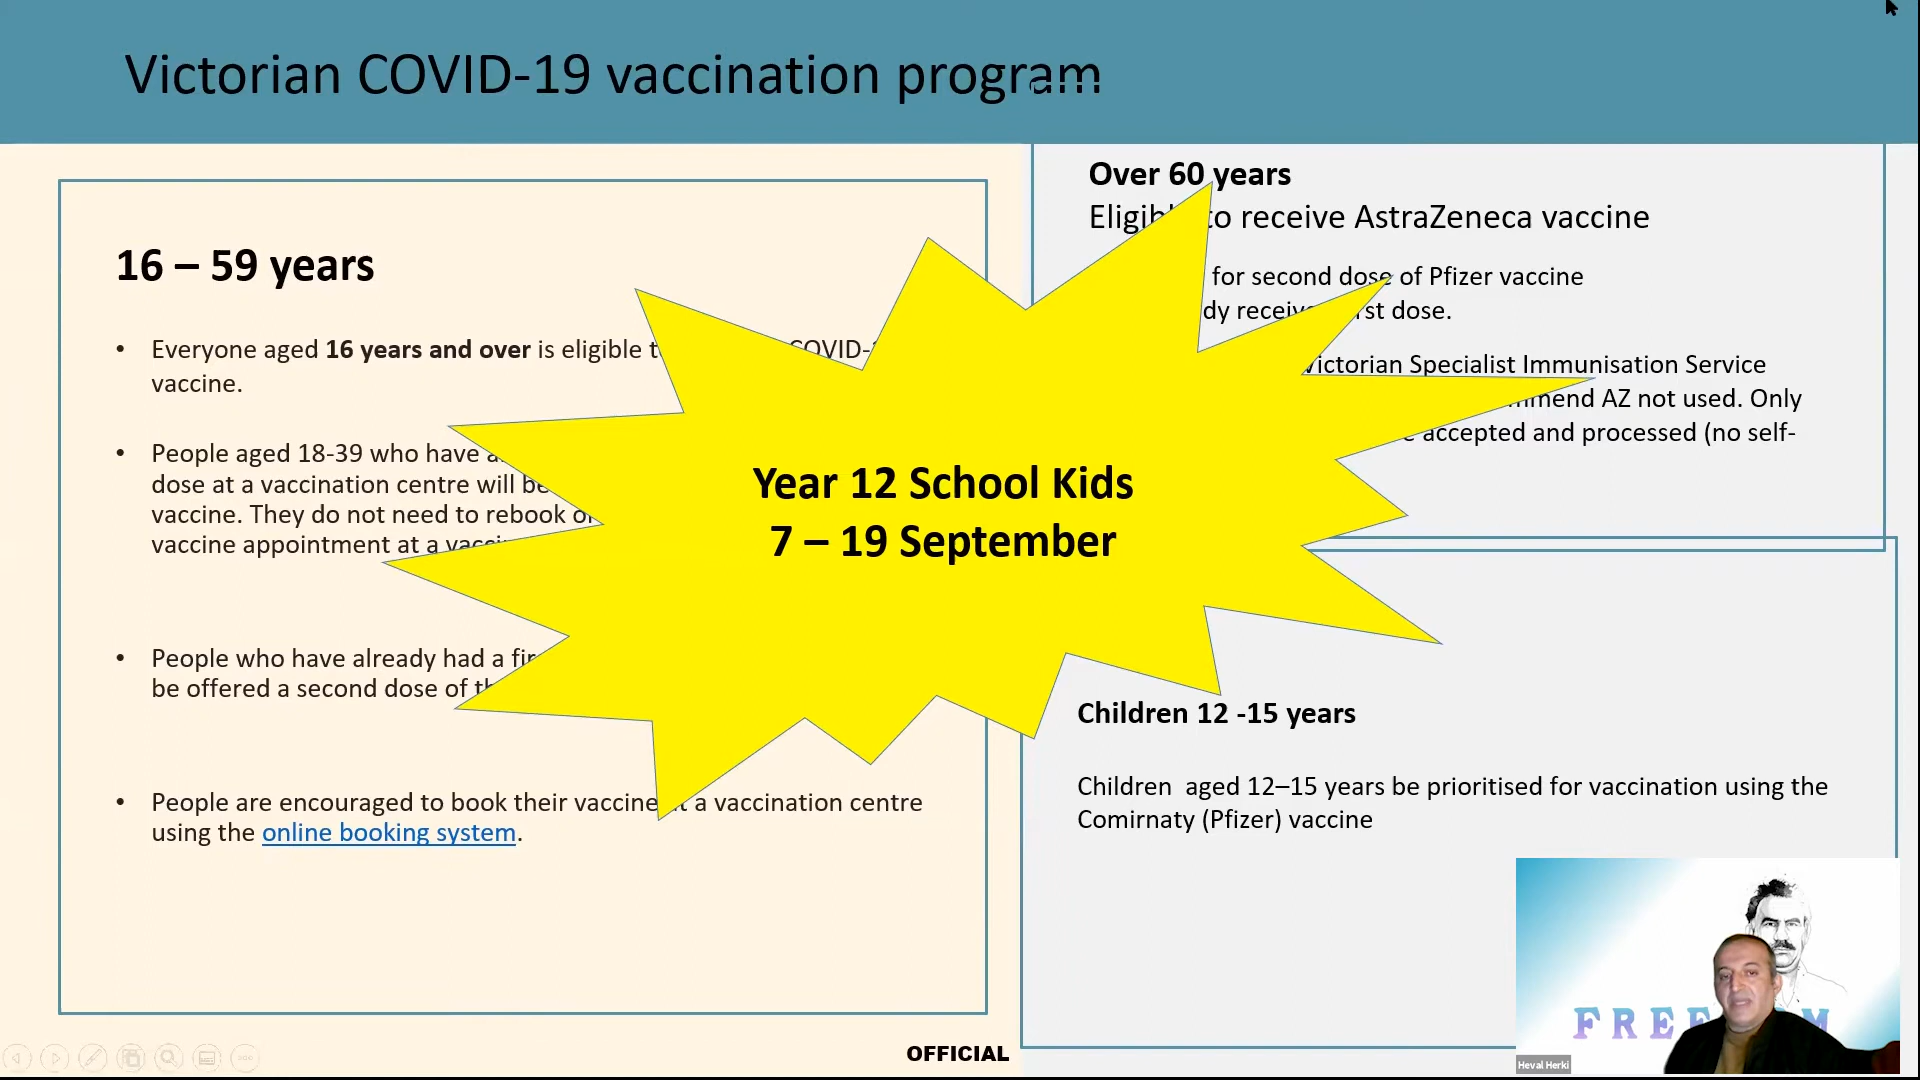 Victorian COVID-19 vaccination program
16 – 59 years
• Everyone aged 16 years and over is eligible COVID-
vaccine.
• People aged 18-39 who have
dose at a vaccination centre will be
vaccine. They do not need to rebook
vaccine appointment at a
• People who have already had a
be offered a second dose of
• People are encouraged to book their vaccine a vaccination centre
using the online booking system.
Over 60 years
to receive AstraZeneca vaccine
for second dose of Pfizer vaccine
dose.
Victorian Specialist Immunisation Service
AZ not used. Only
accepted and processed (no self-
Year 12 School Kids
7 – 19 September
Children 12 -15 years
Children aged 12–15 years be prioritised for vaccination using the
Comirnaty (Pfizer) vaccine
OFFICIAL
Heval Herki